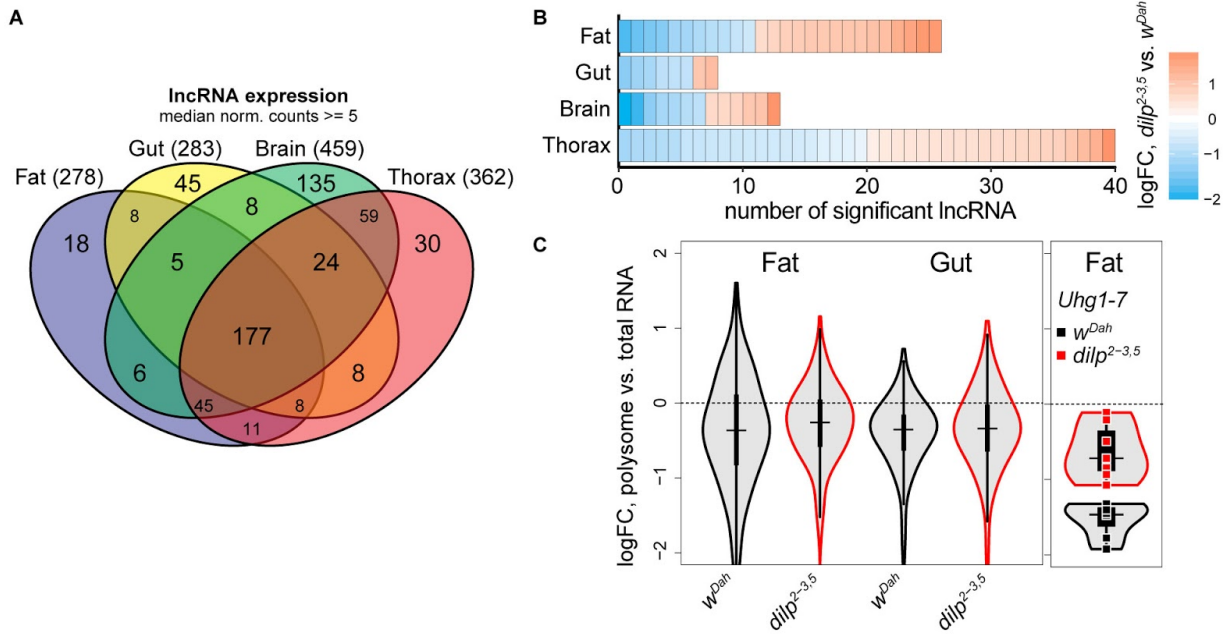 A
lncRNA expression
median norm. counts >= 5
Gut (283)
Brain (459)
Fat (278)
Thorax (362)
45
135
8
8
59
18
30
5
24
177
6
8
45
8
11
B
Fat
Gut
Brain
Thorax
0
10
20
30
40
number of significant lncRNA
logFC, dilp2-3,5 vs. wDah
1
0
−1
−2
C
logFC, polysome vs. total RNA
2
1
0
−1
−2
Fat
Gut
wDah
dilp2−3,5
wDah
dilp2−3,5
Fat
Uhg1-7
wDah
dilp2−3,5